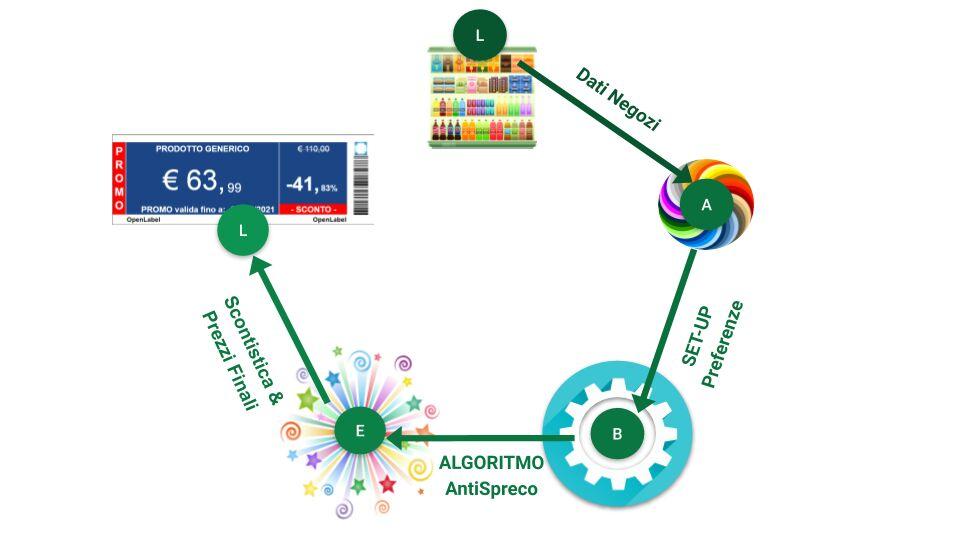 L
Dati Negozi
A
SET-UP
Preferenze
B
ALGORITMO
AntiSpreco
E
Scontistica &
Prezzi Finali
L
PROMO
PRODOTTO GENERICO
€ 63,99
PROMO valida fino a: 2021
€ 110,00
-41,83%
- SCONTO -
OpenLabel
OpenLabel